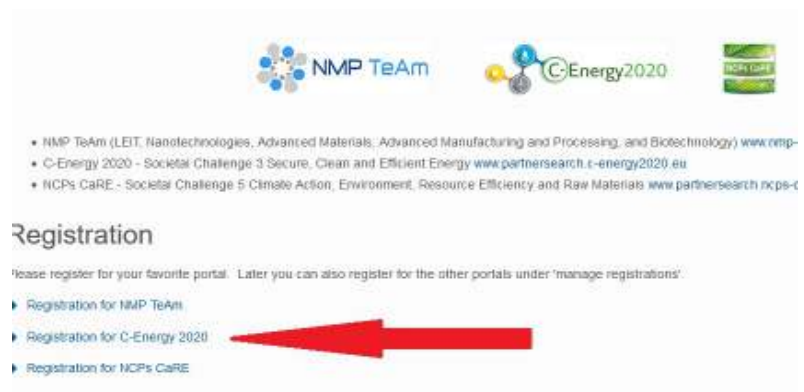 NMP TeAm C-Energy2020 NCPs CaRE
• NMP TeAm (LEIT, Nanotechnologies, Advanced Materials, Advanced Manufacturing and Processing, and Biotechnology) www.nmp-
• C-Energy 2020 - Societal Challenge 3 Secure, Clean and Efficient Energy www.partnersearch.c-energy2020.eu
• NCPs CaRE - Societal Challenge 5 Climate Action, Environment, Resource Efficiency and Raw Materials www.partnersearch.ncps-c
Registration
Please register for your favorite portal. Later you can also register for the other portals under 'manage registrations'.
Registration for NMP TeAm
Registration for C-Energy 2020
Registration for NCPs CaRE